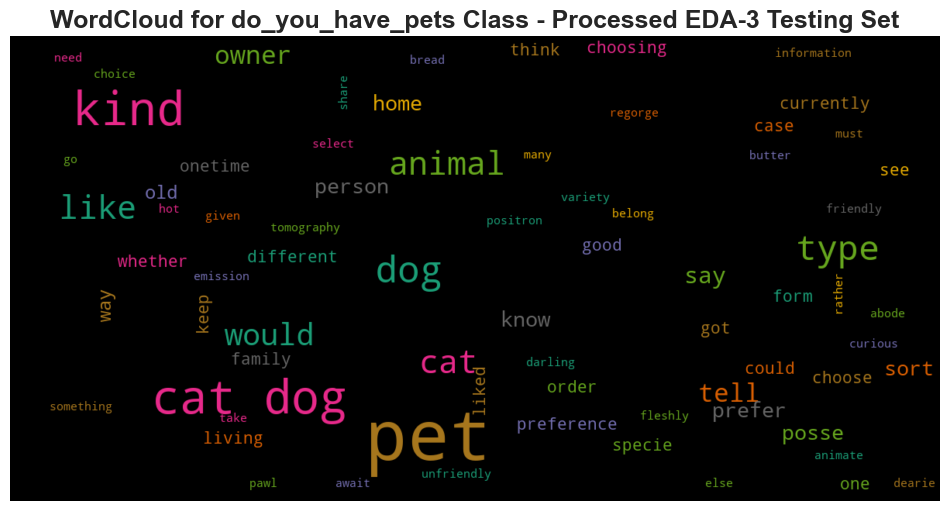 WordCloud for do_you_have_pets Class - Processed EDA-3 Testing Set
need
owner
think
choosing
information
choice
bread
share
kind
home
currently
regorge
case
must
select
go
onetime
animal
many
butter
see
person
old
like
hot
given
variety
belong
friendly
tomography
positron
good
type
whether
different
emission
dog
say
form
rather
way
keep
know
abode
would
got
curious
family
cat
darling
could
sort
choose
order
cat dog
liked
tell
prefer
something
take
fleshly
pet
preference
living
posse
specie
animate
unfriendly
pawl
await
else
one
dearie